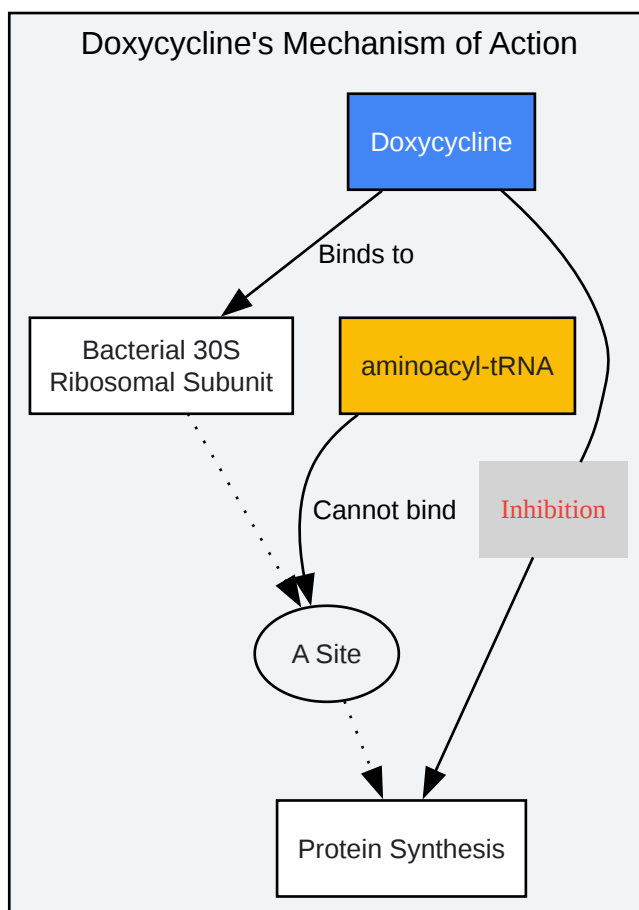 Doxycycline's Mechanism of Action
Doxycycline
Binds to
Bacterial 30S
Ribosomal Subunit
aminoacyl-tRNA
Cannot bind
Inhibition
A Site
Protein Synthesis